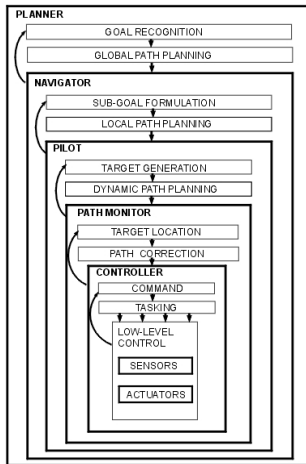 PLANNER
GOAL RECOGNITION
GLOBAL PATH PLANNING
NAVIGATOR
SUB-GOAL FORMULATION
LOCAL PATH PLANNING
PILOT
TARGET GENERATION
DYNAMIC PATH PLANNING
PATH MONITOR
TARGET LOCATION
PATH CORRECTION
CONTROLLER
COMMAND
TASKING
LOW-LEVEL
CONTROL
SENSORS
ACTUATORS